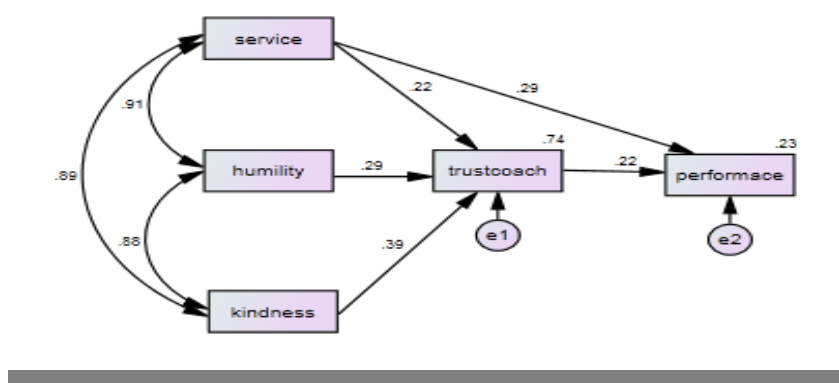 service
.22
.29
.91
.74
.23
.89
humility
.29
trustcoach
.22
performace
.88
.39
e1
e2
kindness